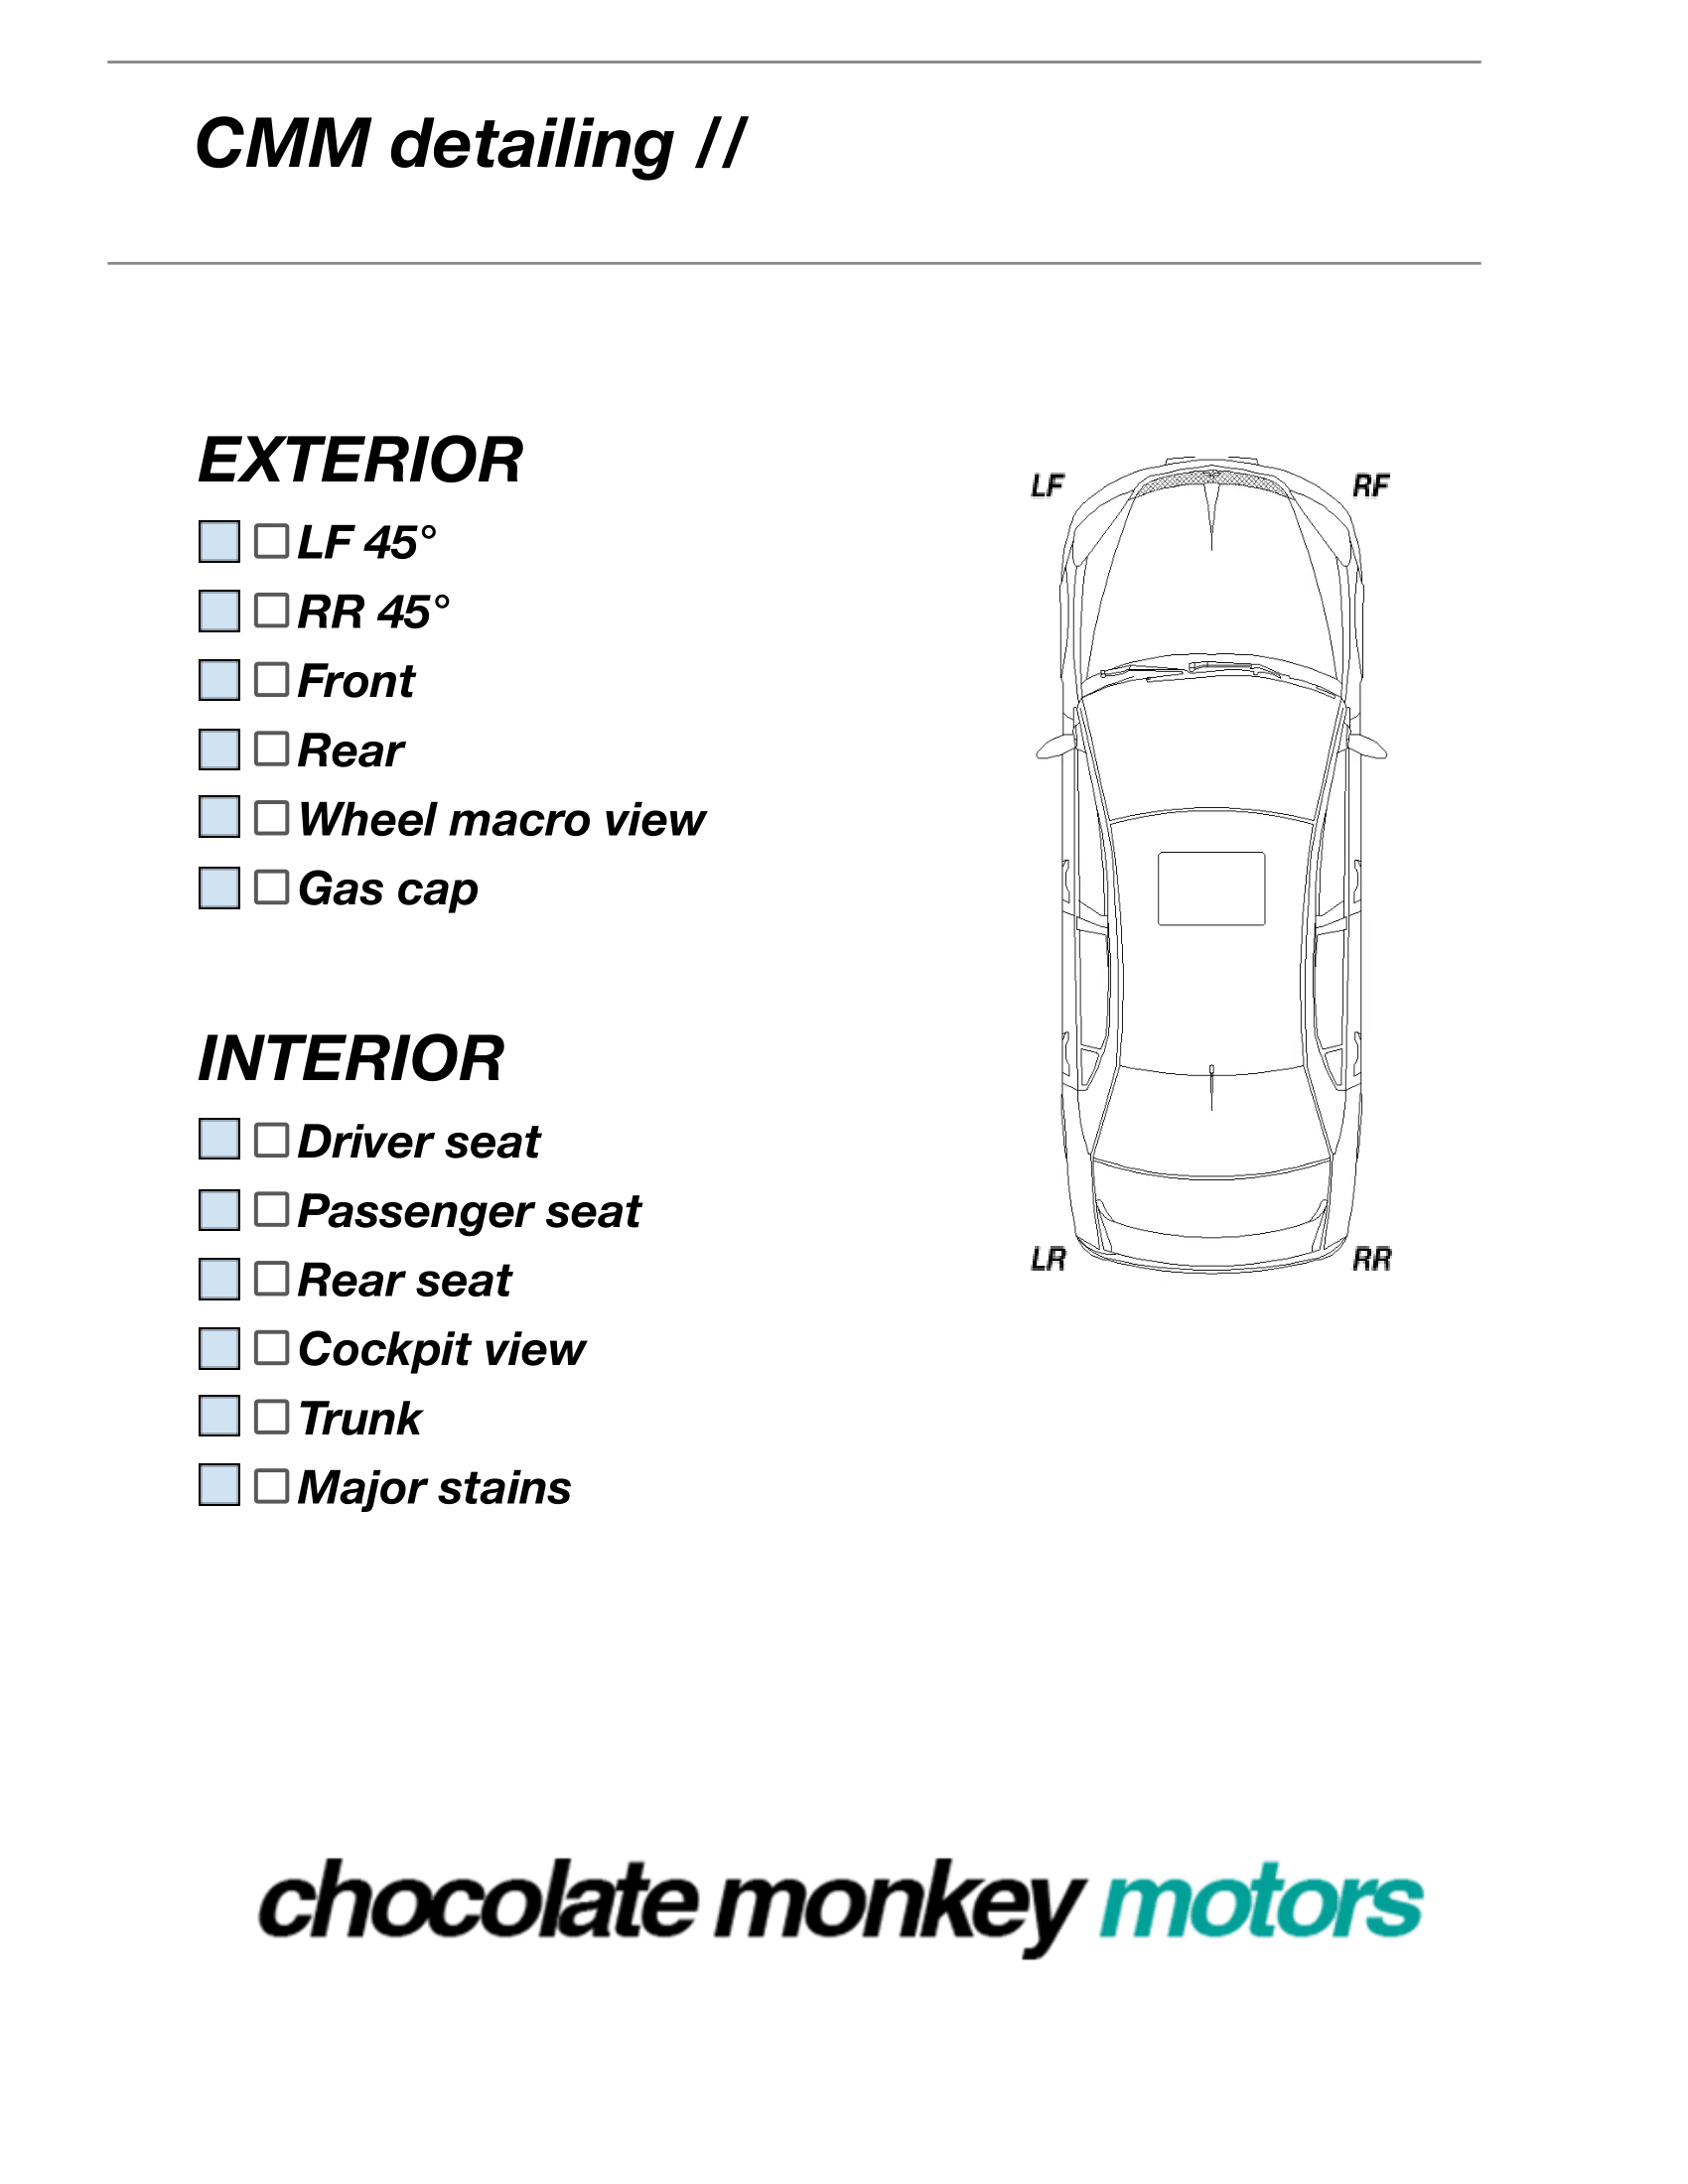 CMM detailing //
EXTERIOR
LF 45°
RR 45°
Front
Rear
Wheel macro view
Gas cap
LF
RF
INTERIOR
Driver seat
Passenger seat
Rear seat
Cockpit view
Trunk
Major stains
LR
RR
chocolate monkey motors